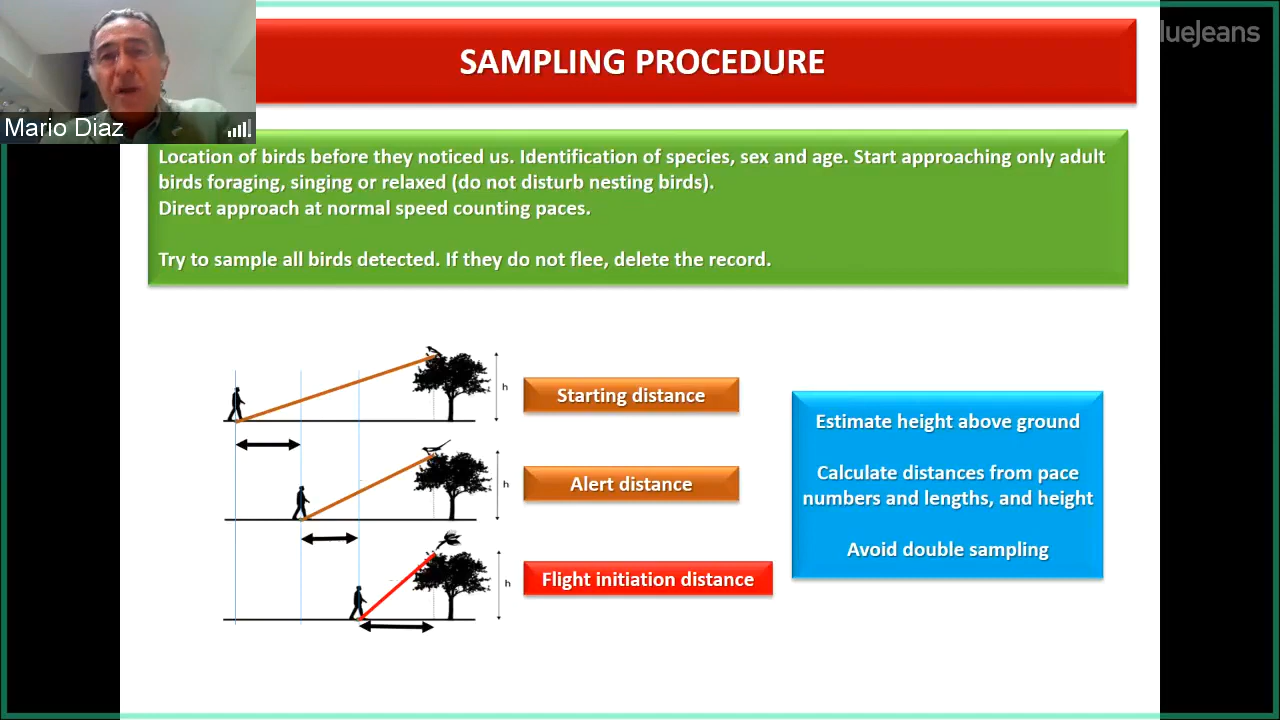 SAMPLING PROCEDURE
lueJeans
Mario Diaz
Location of birds before they noticed us. Identification of species, sex and age. Start approaching only adult
birds foraging, singing or relaxed (do not disturb nesting birds).
Direct approach at normal speed counting paces.
Try to sample all birds detected. If they do not flee, delete the record.
h
Starting distance
h
Alert distance
h
Flight initiation distance
Estimate height above ground
Calculate distances from pace
numbers and lengths, and height
Avoid double sampling